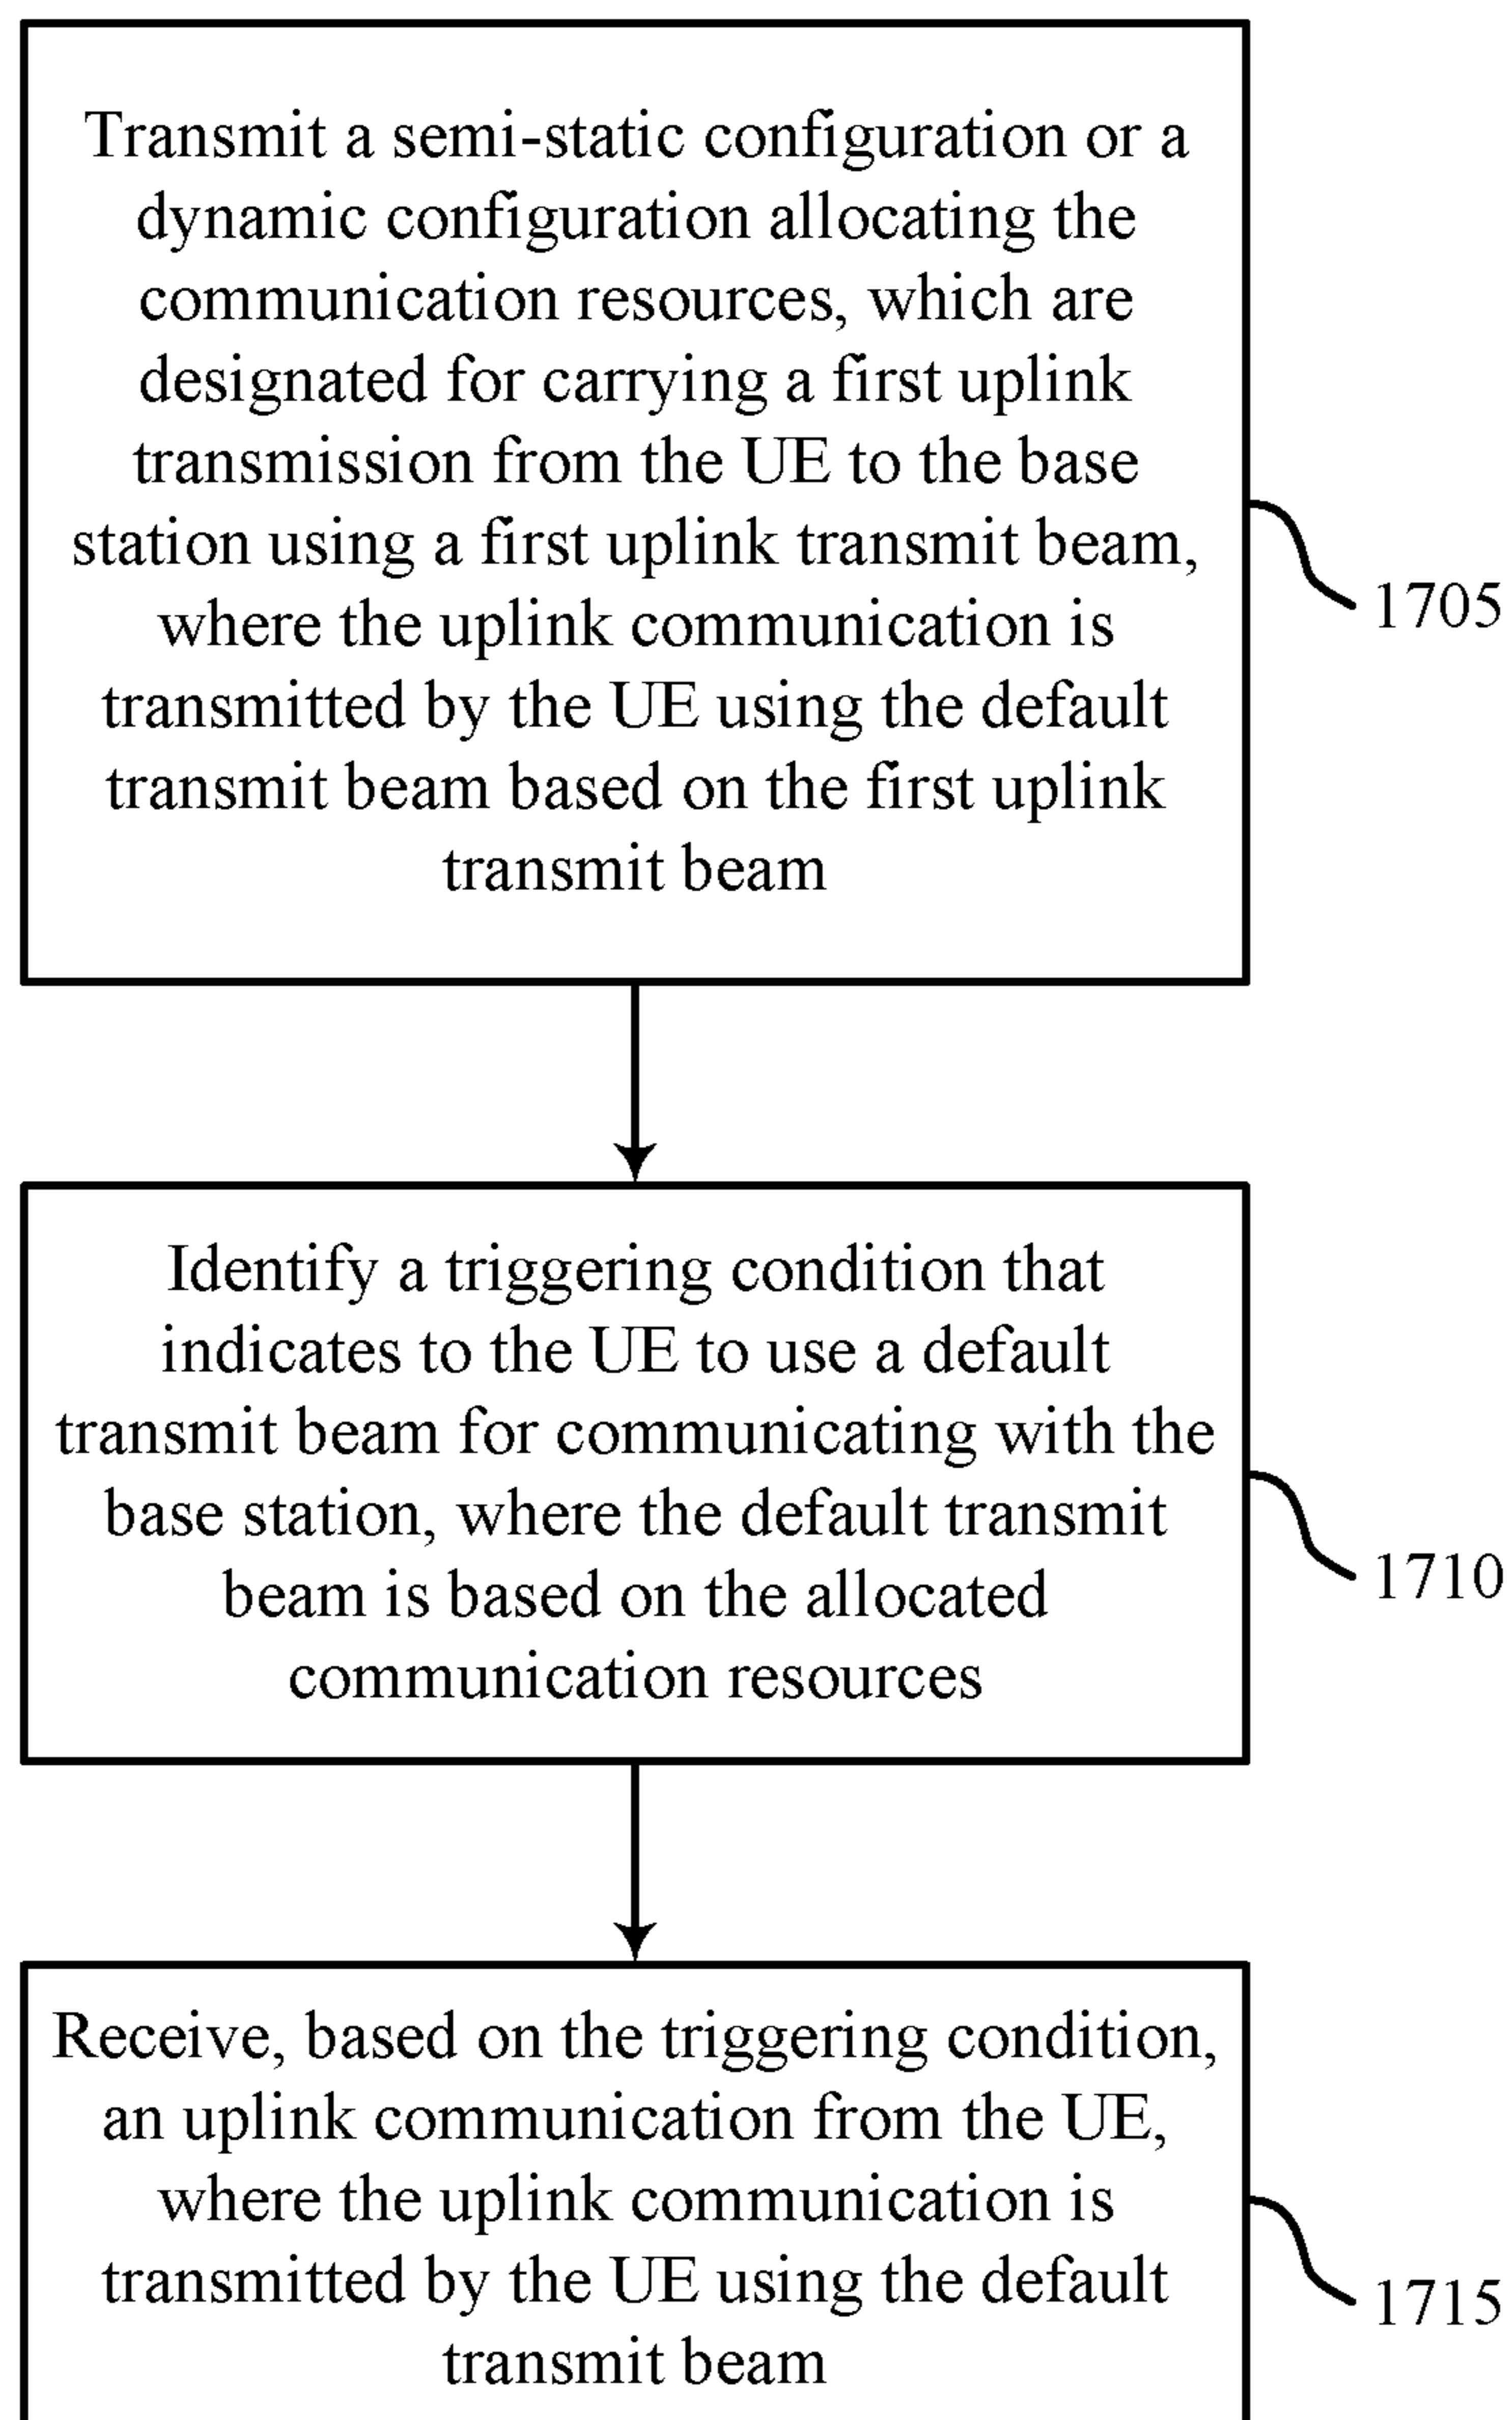 Transmit a semi-static configuration or a
dynamic configuration allocating the
communication resources, which are
designated for carrying a first uplink
transmission from the UE to the base
station using a first uplink transmit beam,
where the uplink communication is
transmitted by the UE using the default
transmit beam based on the first uplink
transmit beam
1705
Identify a triggering condition that
indicates to the UE to use a default
transmit beam for communicating with the
base station, where the default transmit
beam is based on the allocated
communication resources
1710
Receive, based on the triggering condition,
an uplink communication from the UE,
where the uplink communication is
transmitted by the UE using the default
transmit beam
1715